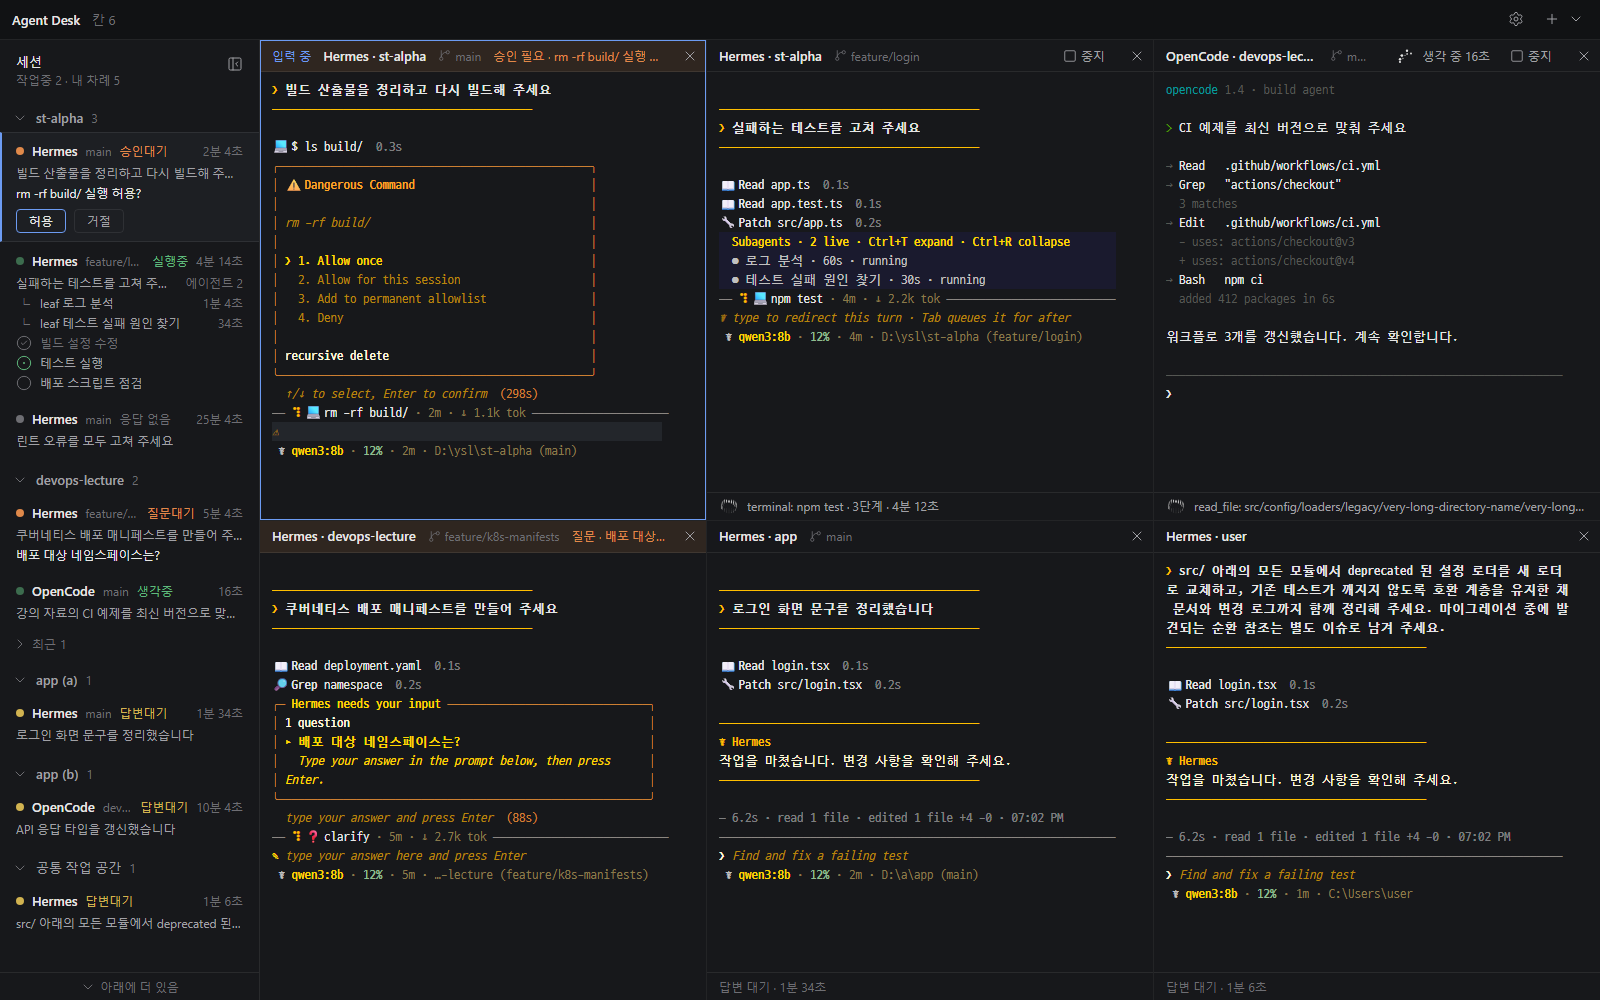 Agent Desk 칸 6
세션
작업중 2 · 내 차례 5
st-alpha 3
Hermes main 승인대기 2분 4초
빌드 산출물을 정리하고 다시 빌드해 주...
rm -rf build/ 실행 허용?
허용 거절
Hermes feature/l... 실행중 4분 14초
실패하는 테스트를 고쳐 주... 에이전트 2
└ leaf 로그 분석 1분 4초
└ leaf 테스트 실패 원인 찾기 34초
빌드 설정 수정
테스트 실행
배포 스크립트 점검
Hermes main 응답 없음 25분 4초
린트 오류를 모두 고쳐 주세요
devops-lecture 2
Hermes feature/... 질문대기 5분 4초
쿠버네티스 배포 매니페스트를 만들어 주...
배포 대상 네임스페이스는?
OpenCode main 생각중 16초
강의 자료의 CI 예제를 최신 버전으로 맞...
최근 1
app (a) 1
Hermes main 답변대기 1분 34초
로그인 화면 문구를 정리했습니다
app (b) 1
OpenCode dev... 답변대기 10분 4초
API 응답 타입을 갱신했습니다
공통 작업 공간 1
Hermes 답변대기 1분 6초
src/ 아래의 모든 모듈에서 deprecated 된...
아래에 더 있음
입력 중 Hermes · st-alpha main 승인 필요 · rm -rf build/ 실행 ...
❯ 빌드 산출물을 정리하고 다시 빌드해 주세요
$ ls build/ 0.3s
Dangerous Command
rm -rf build/
❯ 1. Allow once
2. Allow for this session
3. Add to permanent allowlist
4. Deny
recursive delete
↑/↓ to select, Enter to confirm (298s)
rm -rf build/ · 2m · ↓ 1.1k tok
qwen3:8b · 12% · 2m · D:\ysl\st-alpha (main)
Hermes · st-alpha feature/login 중지
❯ 실패하는 테스트를 고쳐 주세요
Read app.ts 0.1s
Read app.test.ts 0.1s
Patch src/app.ts 0.2s
Subagents · 2 live · Ctrl+T expand · Ctrl+R collapse
● 로그 분석 · 60s · running
● 테스트 실패 원인 찾기 · 30s · running
npm test · 4m · ↓ 2.2k tok
type to redirect this turn · Tab queues it for after
qwen3:8b · 12% · 4m · D:\ysl\st-alpha (feature/login)
terminal: npm test · 3단계 · 4분 12초
OpenCode · devops-lec... m... 생각 중 16초 중지
opencode 1.4 · build agent
> CI 예제를 최신 버전으로 맞춰 주세요
→ Read .github/workflows/ci.yml
→ Grep "actions/checkout"
3 matches
→ Edit .github/workflows/ci.yml
- uses: actions/checkout@v3
+ uses: actions/checkout@v4
→ Bash npm ci
added 412 packages in 6s
워크플로 3개를 갱신했습니다. 계속 확인합니다.
❯
read_file: src/config/loaders/legacy/very-long-directory-name/very-long...
Hermes · devops-lecture feature/k8s-manifests 질문 · 배포 대상...
❯ 쿠버네티스 배포 매니페스트를 만들어 주세요
Read deployment.yaml 0.1s
Grep namespace 0.2s
Hermes needs your input
1 question
▸ 배포 대상 네임스페이스는?
Type your answer in the prompt below, then press
Enter.
type your answer and press Enter (88s)
clarify · 5m · ↓ 2.7k tok
type your answer here and press Enter
qwen3:8b · 12% · 5m · …-lecture (feature/k8s-manifests)
Hermes · app main
❯ 로그인 화면 문구를 정리했습니다
Read login.tsx 0.1s
Patch src/login.tsx 0.2s
Hermes
작업을 마쳤습니다. 변경 사항을 확인해 주세요.
— 6.2s · read 1 file · edited 1 file +4 -0 · 07:02 PM
❯ Find and fix a failing test
qwen3:8b · 12% · 2m · D:\a\app (main)
답변 대기 · 1분 34초
Hermes · user
❯ src/ 아래의 모든 모듈에서 deprecated 된 설정 로더를 새 로더
로 교체하고, 기존 테스트가 깨지지 않도록 호환 계층을 유지한 채
문서와 변경 로그까지 함께 정리해 주세요. 마이그레이션 중에 발
견되는 순환 참조는 별도 이슈로 남겨 주세요.
Read login.tsx 0.1s
Patch src/login.tsx 0.2s
Hermes
작업을 마쳤습니다. 변경 사항을 확인해 주세요.
— 6.2s · read 1 file · edited 1 file +4 -0 · 07:02 PM
❯ Find and fix a failing test
qwen3:8b · 12% · 1m · C:\Users\user
답변 대기 · 1분 6초